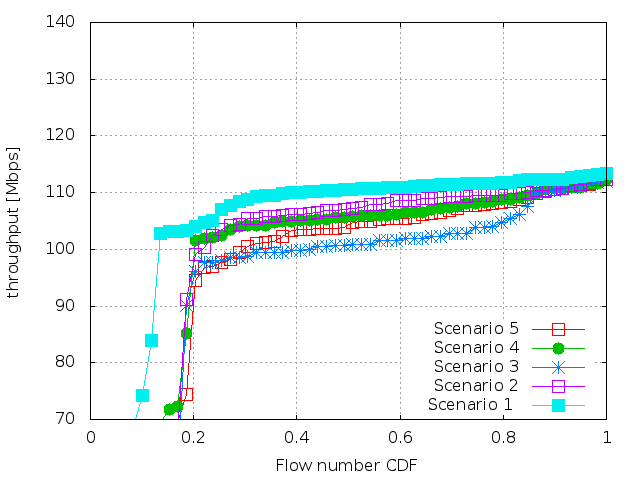 140
130
120
110
100
90
80
70
throughput [Mbps]
Scenario 5
Scenario 4
Scenario 3
Scenario 2
Scenario 1
0 0.2 0.4 0.6 0.8 1
Flow number CDF